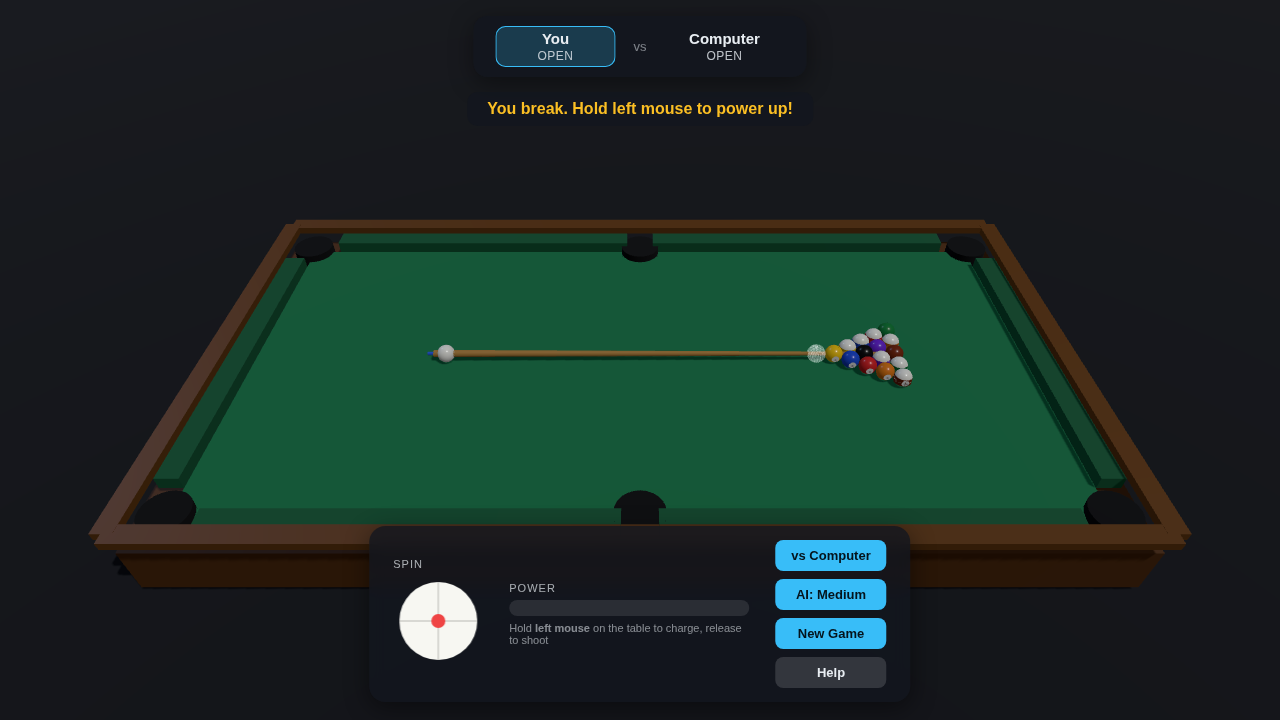 You
OPEN
vs
Computer
OPEN
You break. Hold left mouse to power up!
SPIN
POWER
Hold left mouse on the table to charge, release
to shoot
vs Computer
AI: Medium
New Game
Help